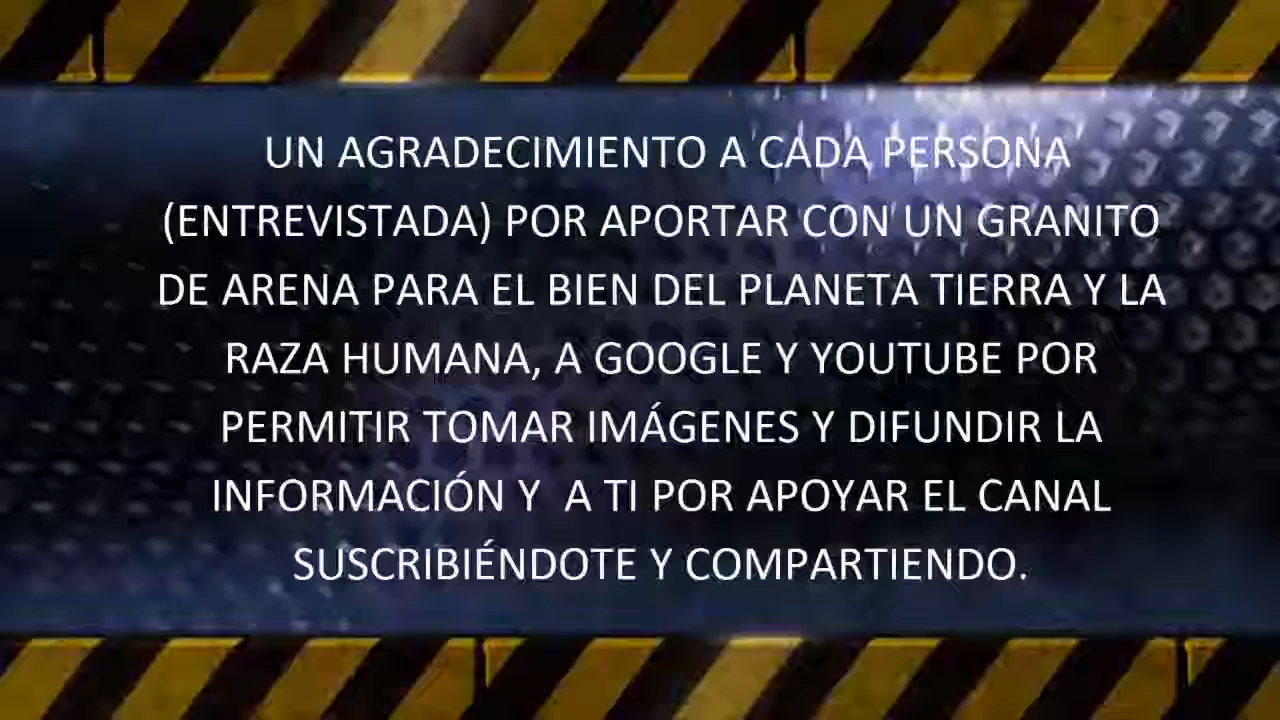 UN AGRADECIMIENTO A CADA PERSONA
(ENTREVISTADA) POR APORTAR CON UN GRANITO
DE ARENA PARA EL BIEN DEL PLANETA TIERRA Y LA
RAZA HUMANA, A GOOGLE Y YOUTUBE POR
PERMITIR TOMAR IMÁGENES Y DIFUNDIR LA
INFORMACIÓN Y  A TI POR APOYAR EL CANAL
SUSCRIBIÉNDOTE Y COMPARTIENDO.